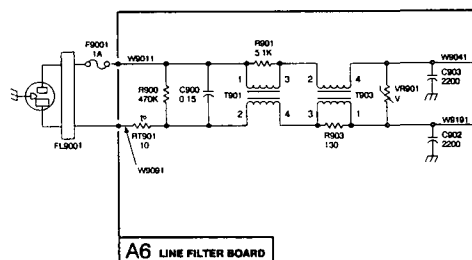 F9001
1A
W9011
R901
5.1K
W9041
1
3
2
4
R900
470K
C900
0 15
T901
T903
VR901
V
C903
2200
2
4
3
1
W9191
t°
RT901
10
R903
130
C902
2200
FL9001
W9091
A6 LINE FILTER BOARD